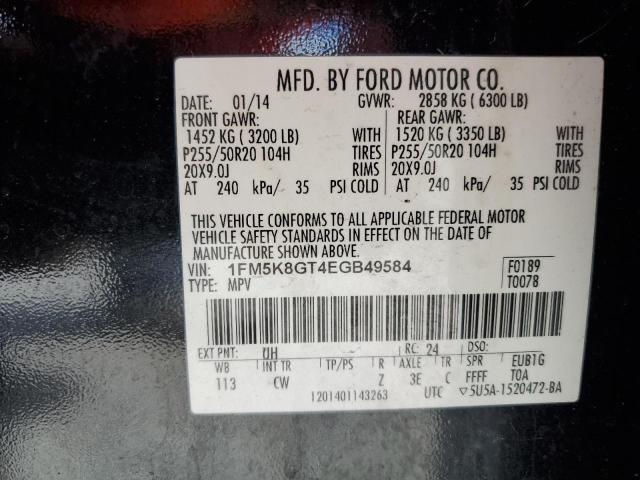 MFD. BY FORD MOTOR CO.
DATE: 01/14 GVWR: 2858 KG ( 6300 LB)
FRONT GAWR: REAR GAWR:
1452 KG ( 3200 LB) WITH 1520 KG ( 3350 LB) WITH
P255/50R20 104H TIRES P255/50R20 104H TIRES
20X9.0J RIMS 20X9.0J RIMS
AT 240 kPa/ 35 PSI COLD AT 240 kPa/ 35 PSI COLD
THIS VEHICLE CONFORMS TO ALL APPLICABLE FEDERAL MOTOR
VEHICLE SAFETY STANDARDS IN EFFECT ON THE DATE OF
MANUFACTURE SHOWN ABOVE.
VIN: 1FM5K8GT4EGB49584 F0189
TYPE: MPV T0078
EXT PNT: UH RC: 24 DSO:
WB INT TR TP/PS R AXLE TR SPR EUB1G
113 CW Z 3E C FFFF T0A
1201401143263 UTC ▽5U5A-1520472-BA